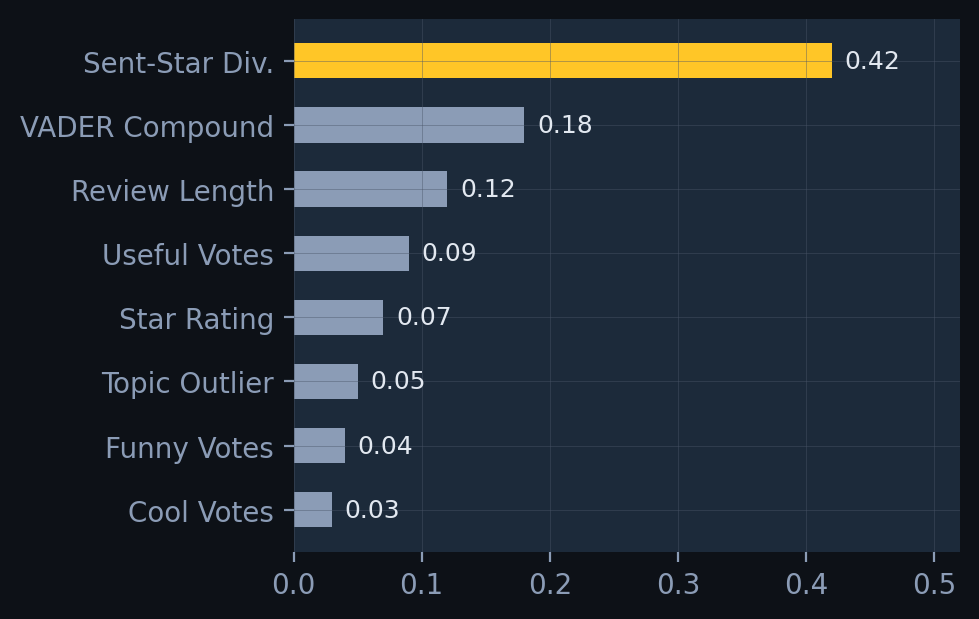 Sent-Star Div. 0.42
VADER Compound 0.18
Review Length 0.12
Useful Votes 0.09
Star Rating 0.07
Topic Outlier 0.05
Funny Votes 0.04
Cool Votes 0.03
0.0 0.1 0.2 0.3 0.4 0.5